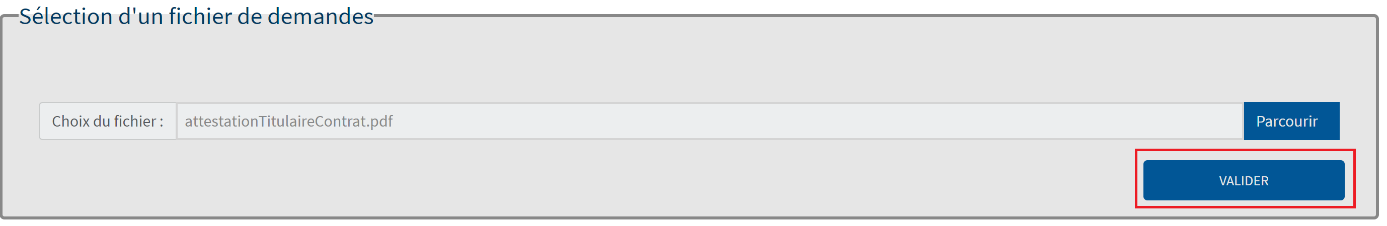 Sélection d'un fichier de demandes
Choix du fichier : attestationTitulaireContrat.pdf Parcourir
VALIDER